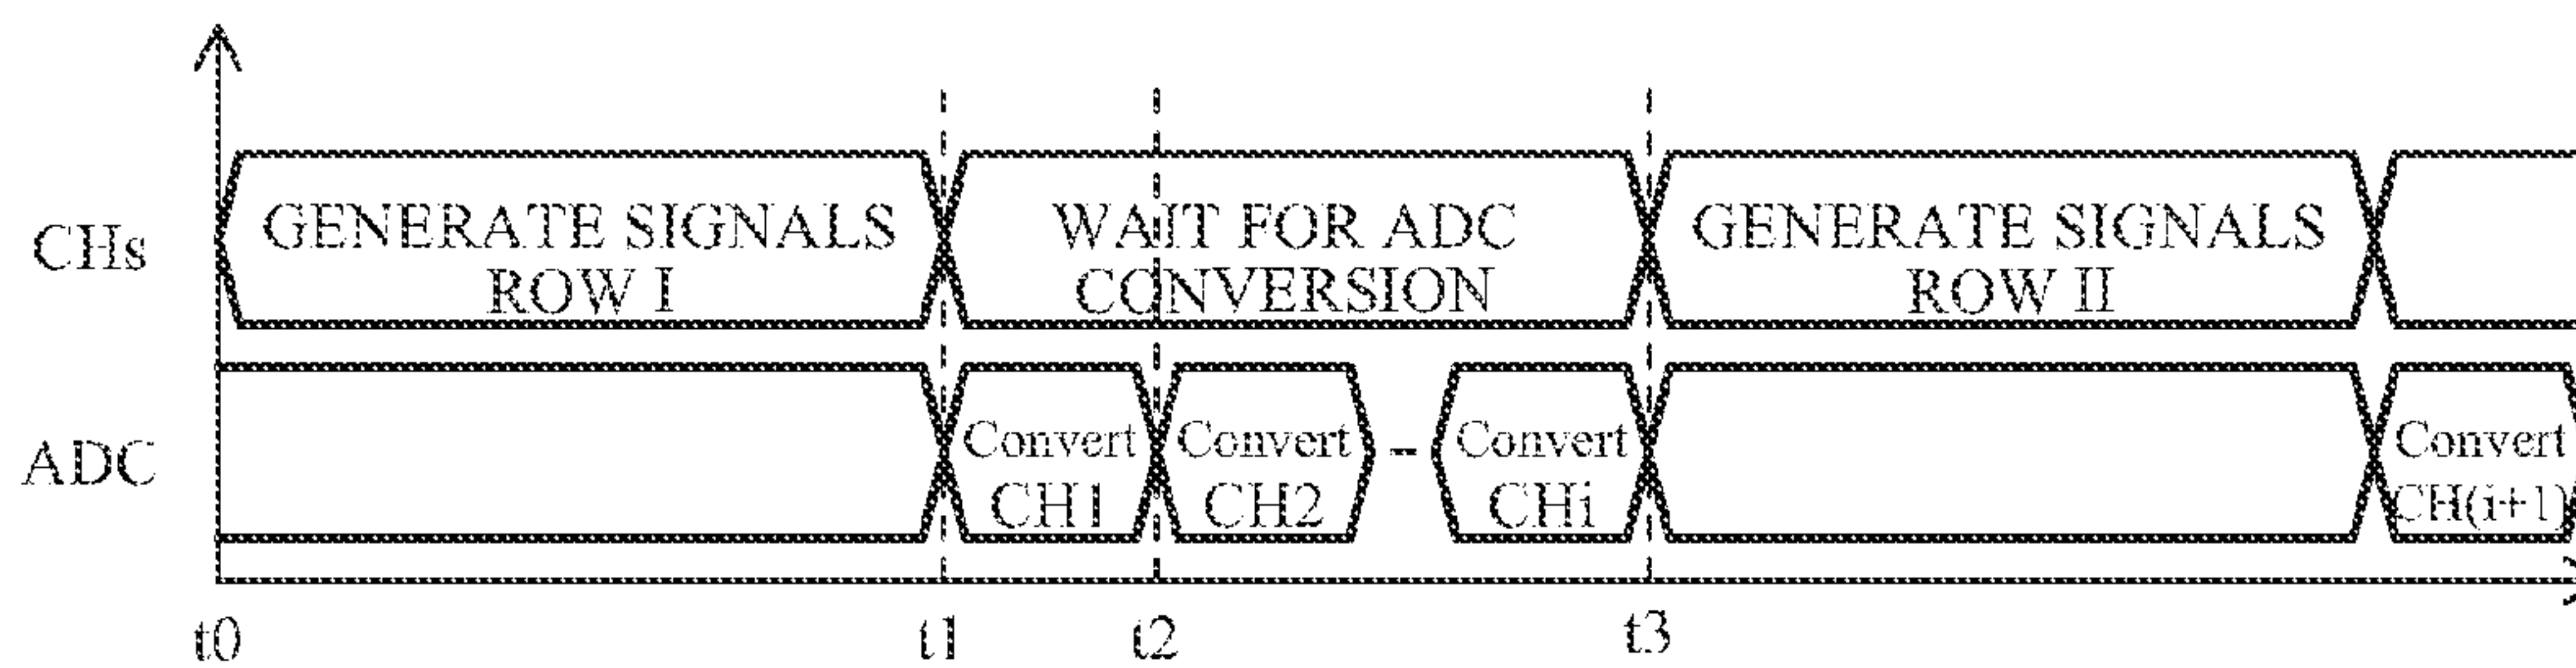 CHs
GENERATE SIGNALS
ROW I
WAIT FOR ADC
CONVERSION
GENERATE SIGNALS
ROW II
ADC
Convert
CH1
Convert
CH2
--
Convert
CHi
Convert
CH(i+1)
t0
t1
t2
t3